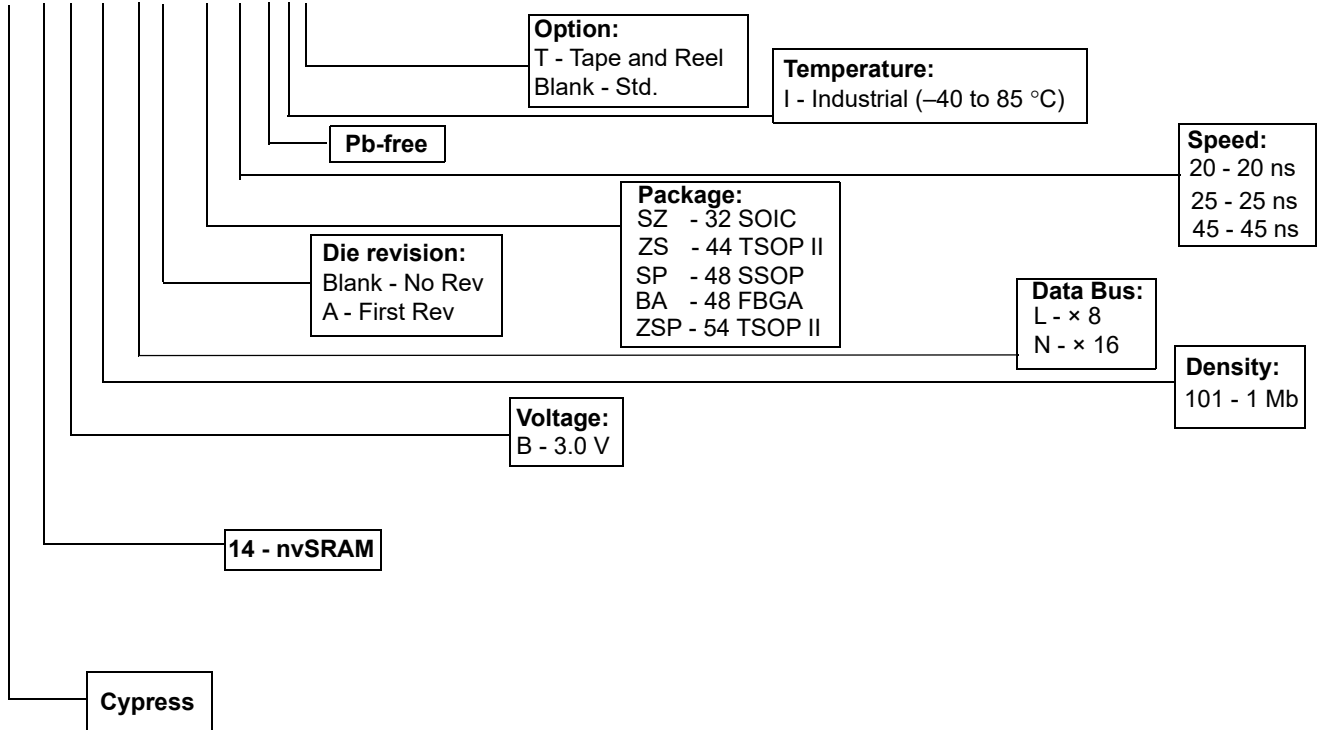 Option:
T - Tape and Reel
Blank - Std.
Temperature:
I - Industrial (–40 to 85 °C)
Pb-free
Speed:
20 - 20 ns
25 - 25 ns
45 - 45 ns
Package:
SZ - 32 SOIC
ZS - 44 TSOP II
SP - 48 SSOP
BA - 48 FBGA
ZSP - 54 TSOP II
Die revision:
Blank - No Rev
A - First Rev
Data Bus:
L - × 8
N - × 16
Density:
101 - 1 Mb
Voltage:
B - 3.0 V
14 - nvSRAM
Cypress